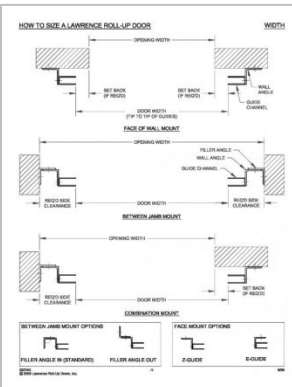 HOW TO SIZE A LAWRENCE ROLL-UP DOOR WIDTH
OPENING WIDTH
WALL ANGLE
GUIDE CHANNEL
SET BACK (IF REQ'D) SET BACK (IF REQ'D)
DOOR WIDTH
(TIP TO TIP OF GUIDES)
FACE OF WALL MOUNT
OPENING WIDTH
FILLER ANGLE
WALL ANGLE
GUIDE CHANNEL
REQ'D SIDE CLEARANCE DOOR WIDTH REQ'D SIDE CLEARANCE
BETWEEN JAMB MOUNT
OPENING WIDTH
SET BACK (IF REQ'D)
REQ'D SIDE CLEARANCE DOOR WIDTH
COMBINATION MOUNT
BETWEEN JAMB MOUNT OPTIONS FACE MOUNT OPTIONS
FILLER ANGLE IN (STANDARD) FILLER ANGLE OUT Z-GUIDE E-GUIDE
Lawrence Roll-Up Doors, Inc.